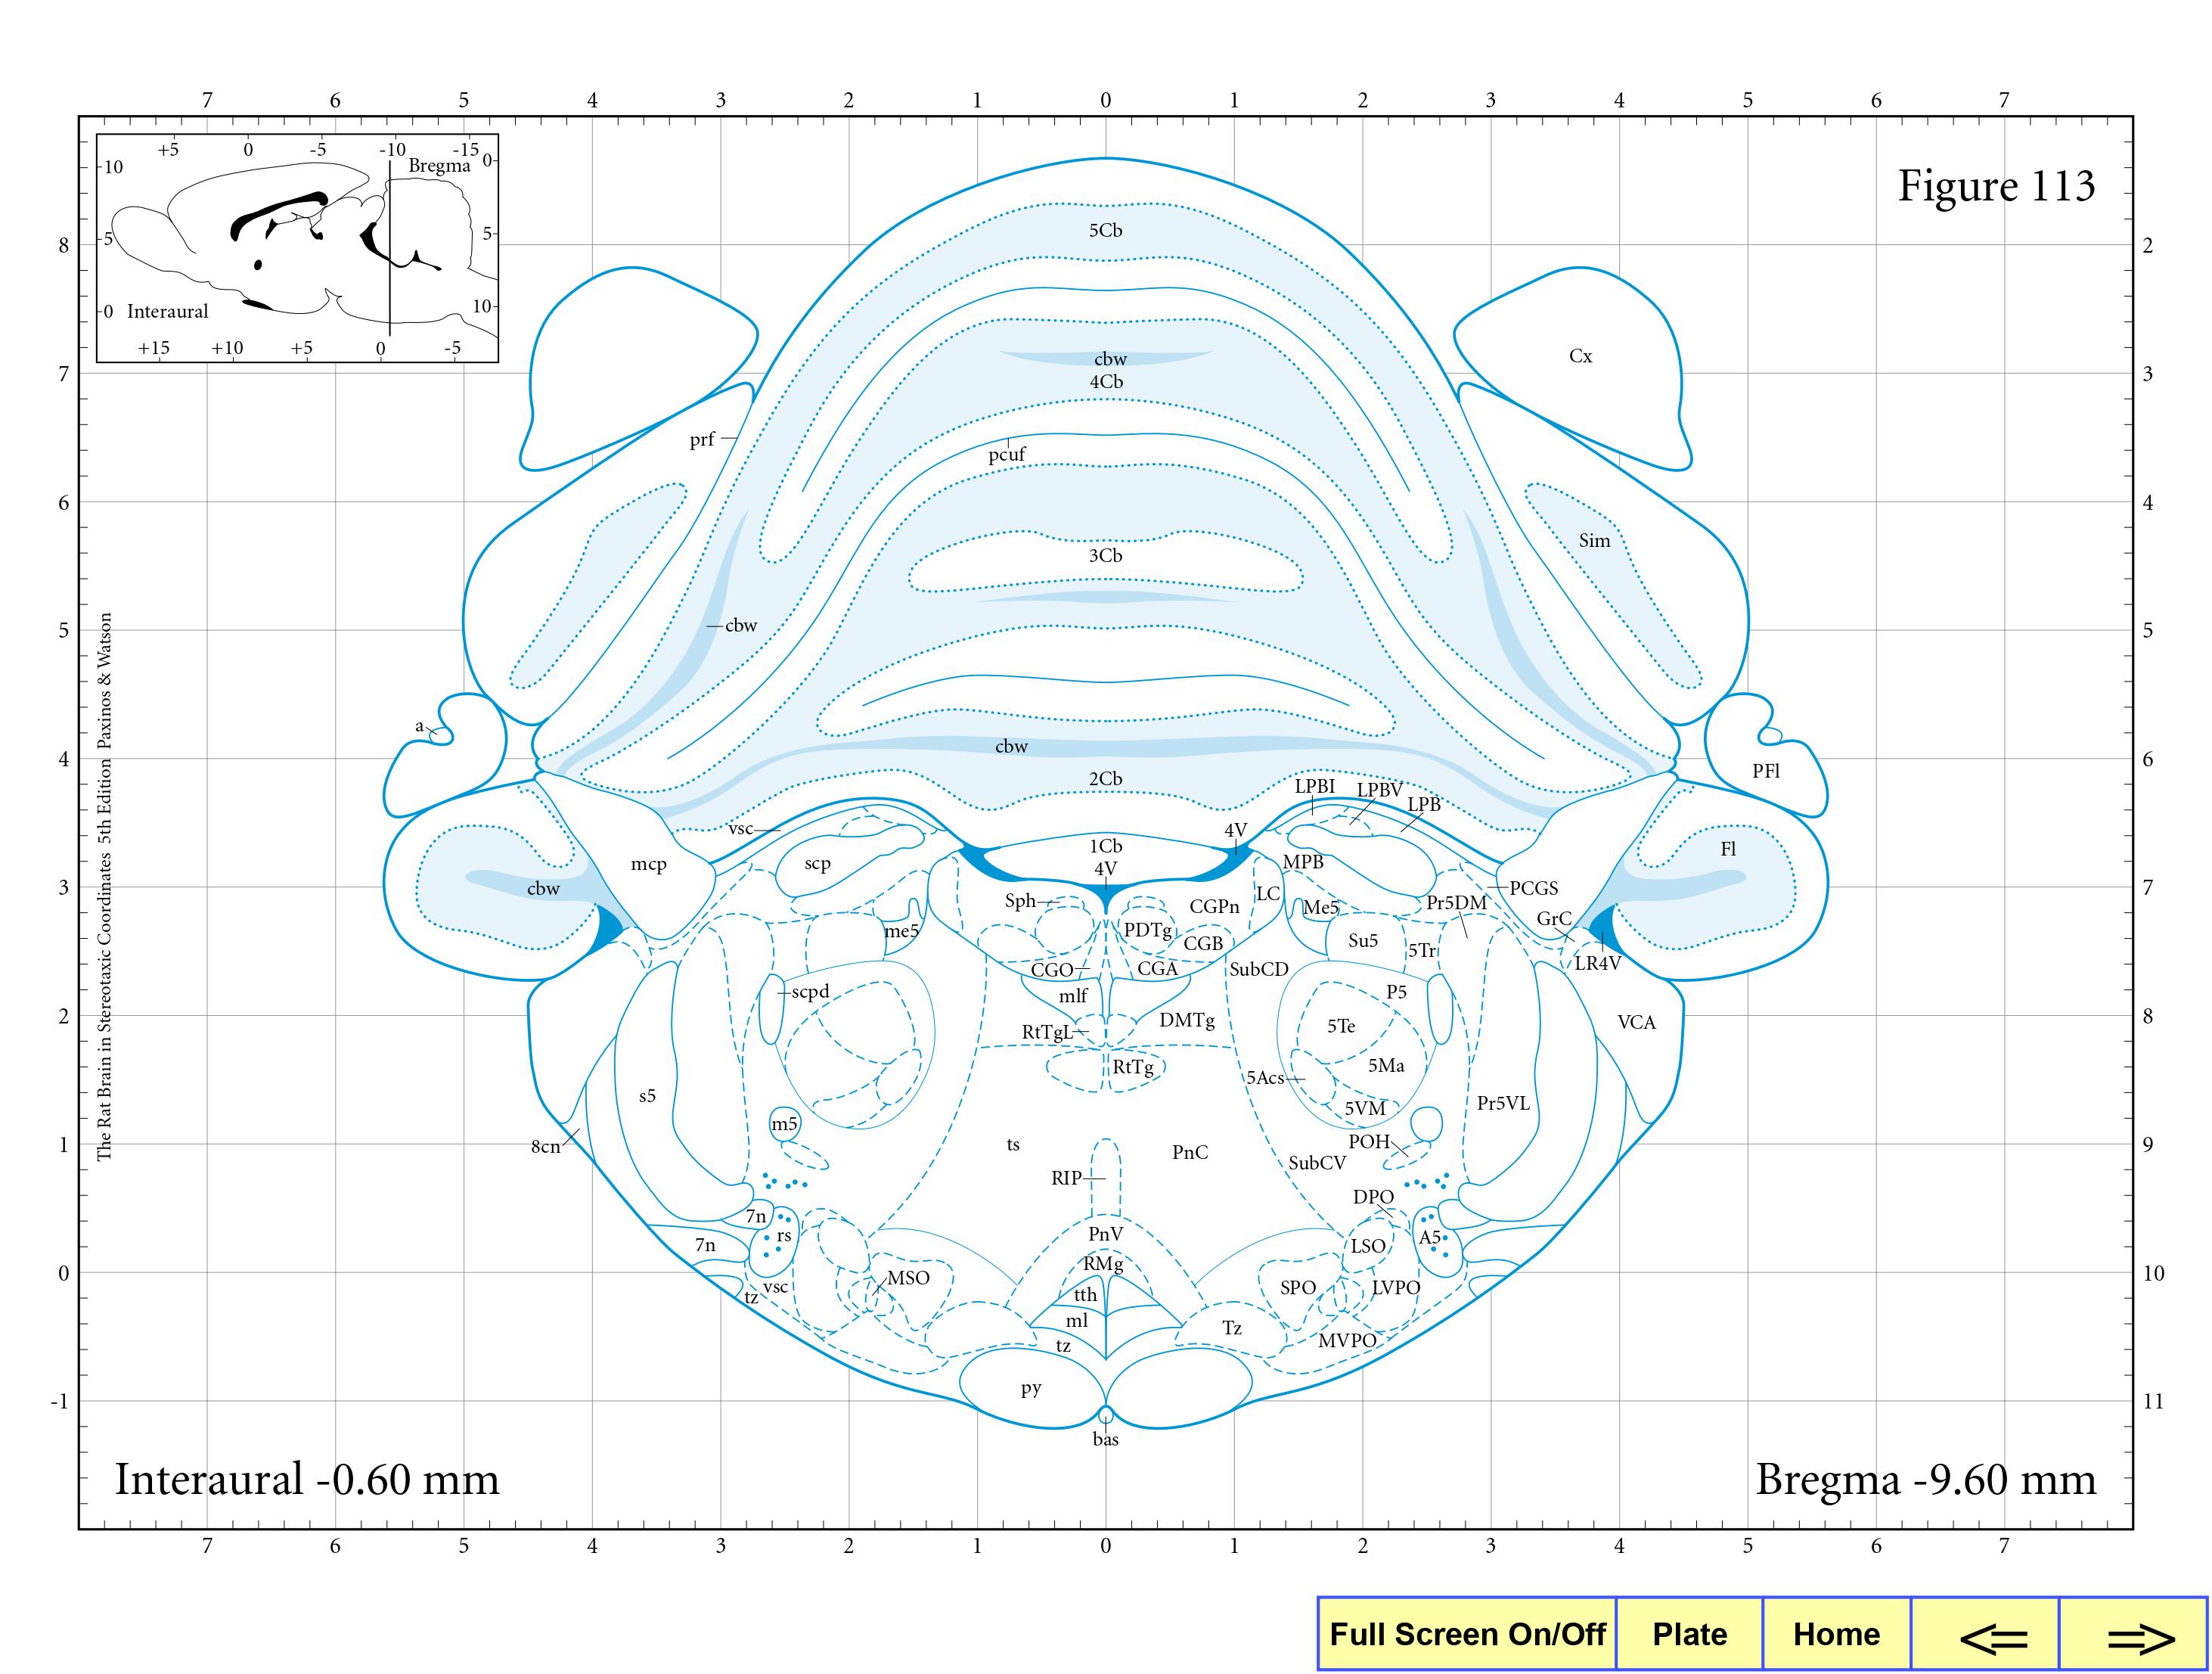 7 6 5 4 3 2 1 0 1 2 3 4 5 6 7
+5 0 -5 -10 -15
Bregma
0
10
5
5
0 Interaural
10
+15 +10 +5 0 -5
Figure 113
8 2
7 3
6 4
5 5
4 6
3 7
2 8
1 9
0 10
-1 11
The Rat Brain in Stereotaxic Coordinates 5th Edition Paxinos & Watson
5Cb
cbw
4Cb
Cx
prf
pcuf
Sim
3Cb
cbw
a
cbw
PFl
2Cb
LPBI
LPBV
LPB
vsc
4V
1Cb
Fl
mcp
scp
4V
MPB
cbw
PCGS
LC
Sph
CGPn
Me5
Pr5DM
GrC
me5
PDTg
CGB
Su5
5Tr
LR4V
CGO
CGA
SubCD
scpd
mlf
P5
RtTgL
DMTg
5Te
VCA
RtTg
5Ma
5Acs
s5
5VM
Pr5VL
m5
POH
8cn
ts
PnC
SubCV
RIP
DPO
7n
rs
PnV
LSO
A5
7n
RMg
MSO
SPO
LVPO
tz
vsc
tth
ml
Tz
MVPO
tz
py
bas
Interaural -0.60 mm
Bregma -9.60 mm
7 6 5 4 3 2 1 0 1 2 3 4 5 6 7
Full Screen On/Off Plate Home <= =>